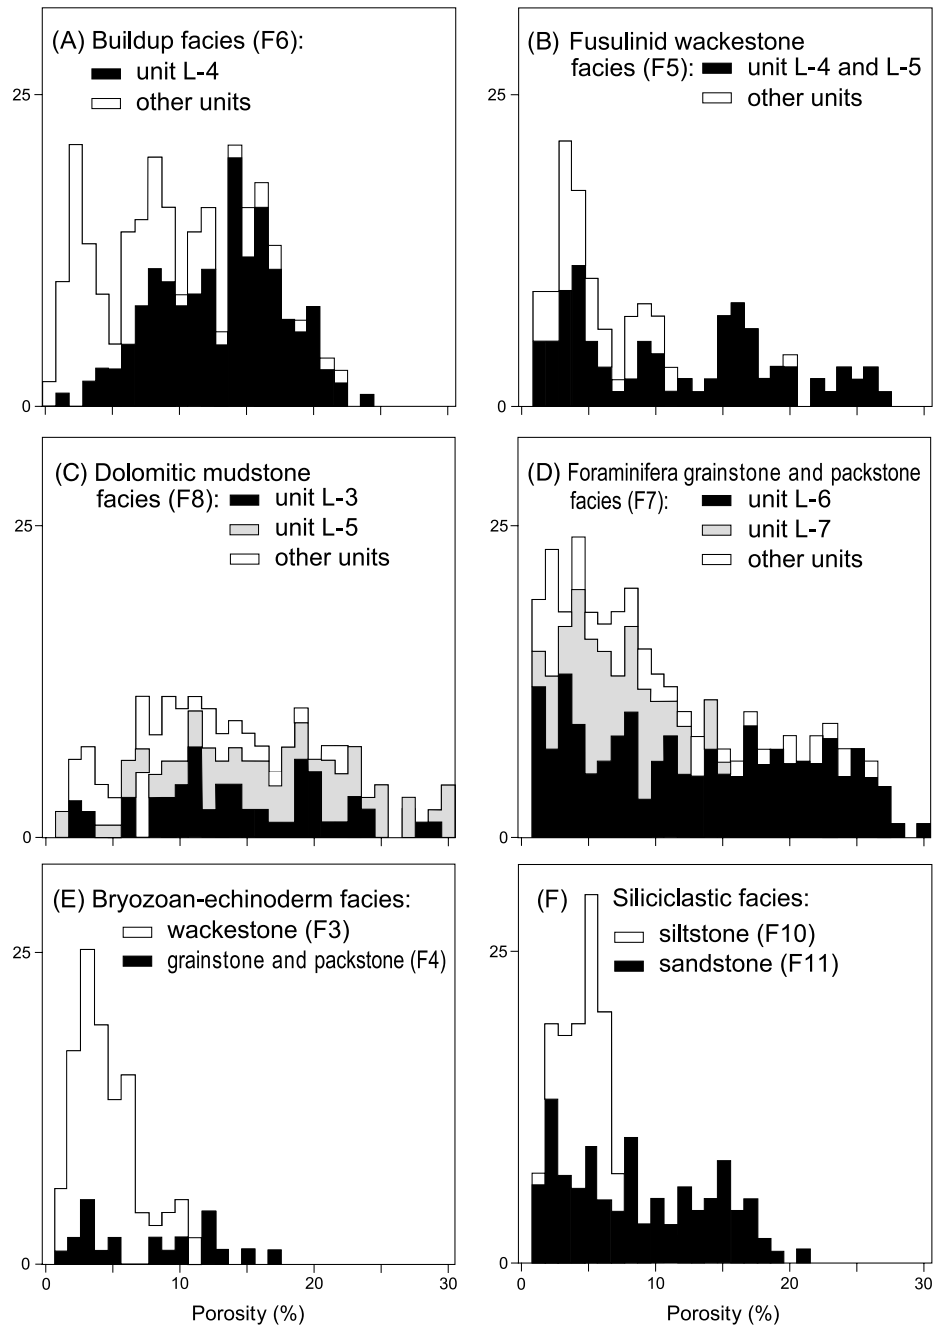 (A) Buildup facies (F6):
unit L-4
other units
25
0
(B) Fusulinid wackestone
facies (F5): unit L-4 and L-5
other units
25
0
(C) Dolomitic mudstone
facies (F8): unit L-3
unit L-5
other units
25
0
(D) Foraminifera grainstone and packstone
facies (F7): unit L-6
unit L-7
other units
25
0
(E) Bryozoan-echinoderm facies:
wackestone (F3)
grainstone and packstone (F4)
25
0
0 10 20 30
Porosity (%)
(F) Siliciclastic facies:
siltstone (F10)
sandstone (F11)
25
0
0 10 20 30
Porosity (%)